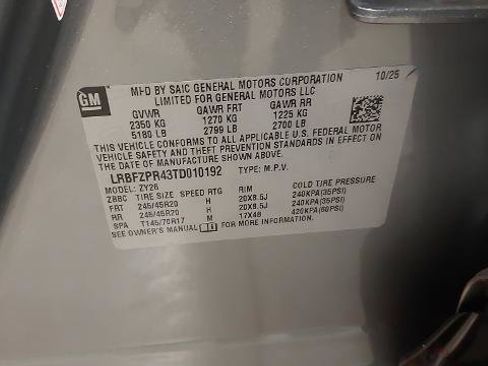 GM
MFD BY SAIC GENERAL MOTORS CORPORATION 10/25
LIMITED FOR GENERAL MOTORS LLC
GVWR GAWR FRT GAWR RR
2350 KG 1270 KG 1225 KG
5180 LB 2799 LB 2700 LB
THIS VEHICLE CONFORMS TO ALL APPLICABLE U.S. FEDERAL MOTOR
VEHICLE SAFETY AND THEFT PREVENTION STANDARDS IN EFFECT ON
THE DATE OF MANUFACTURE SHOWN ABOVE.
LRBFZPR43TD010192 TYPE: M.P.V.
MODEL: ZY26
ZBBC TIRE SIZE SPEED RTG RIM COLD TIRE PRESSURE
FRT 245/45R20 H 20X8.5J 240KPA(35PSI)
RR 245/45R20 H 20X8.5J 240KPA(35PSI)
SPA T145/70R17 M 17X4B 420KPA(60PSI)
SEE OWNER'S MANUAL FOR MORE INFORMATION.